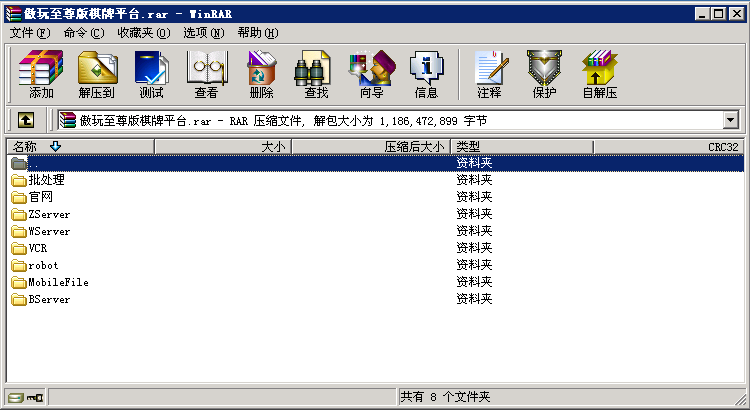 傲玩至尊版棋牌平台.rar - WinRAR
文件(F) 命令(C) 收藏夹(O) 选项(N) 帮助(H)
添加 解压到 测试 查看 删除 查找 向导 信息 注释 保护 自解压
傲玩至尊版棋牌平台.rar - RAR 压缩文件, 解包大小为 1,186,472,899 字节
名称 大小 压缩后大小 类型 CRC32
.. 资料夹
批处理 资料夹
官网 资料夹
ZServer 资料夹
WServer 资料夹
VCR 资料夹
robot 资料夹
MobileFile 资料夹
BServer 资料夹
共有 8 个文件夹